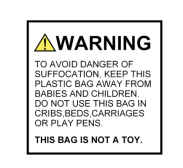 WARNING
TO AVOID DANGER OF
SUFFOCATION, KEEP THIS
PLASTIC BAG AWAY FROM
BABIES AND CHILDREN.
DO NOT USE THIS BAG IN
CRIBS,BEDS,CARRIAGES
OR PLAY PENS.
THIS BAG IS NOT A TOY.